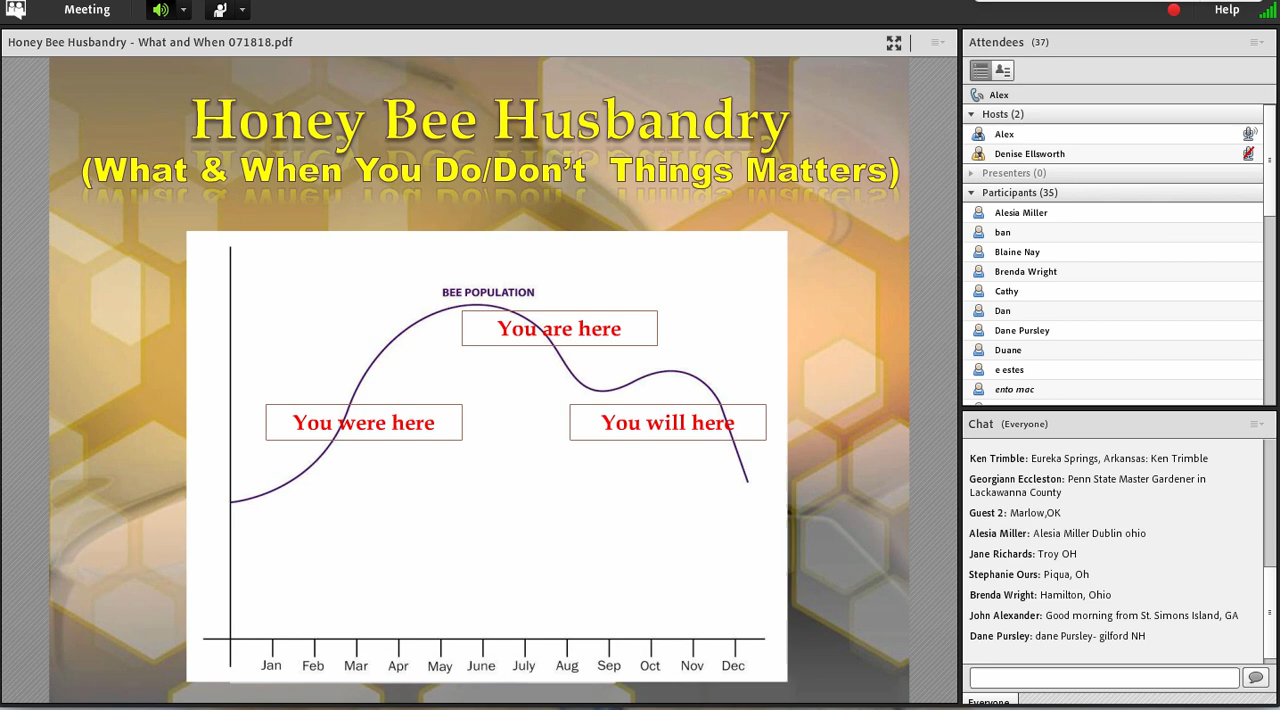 Meeting
Help
Honey Bee Husbandry - What and When 071818.pdf
Honey Bee Husbandry
(What & When You Do/Don't Things Matters)
BEE POPULATION
You are here
You were here
You will here
Jan Feb Mar Apr May June July Aug Sep Oct Nov Dec
Attendees (37)
Alex
Hosts (2)
Alex
Denise Ellsworth
Presenters (0)
Participants (35)
Alesia Miller
ban
Blaine Nay
Brenda Wright
Cathy
Dan
Dane Pursley
Duane
e estes
ento mac
Chat (Everyone)
Ken Trimble: Eureka Springs, Arkansas: Ken Trimble
Georgiann Eccleston: Penn State Master Gardener in
Lackawanna County
Guest 2: Marlow,OK
Alesia Miller: Alesia Miller Dublin ohio
Jane Richards: Troy OH
Stephanie Ours: Piqua, Oh
Brenda Wright: Hamilton, Ohio
John Alexander: Good morning from St. Simons Island, GA
Dane Pursley: dane Pursley- gilford NH
Everyone